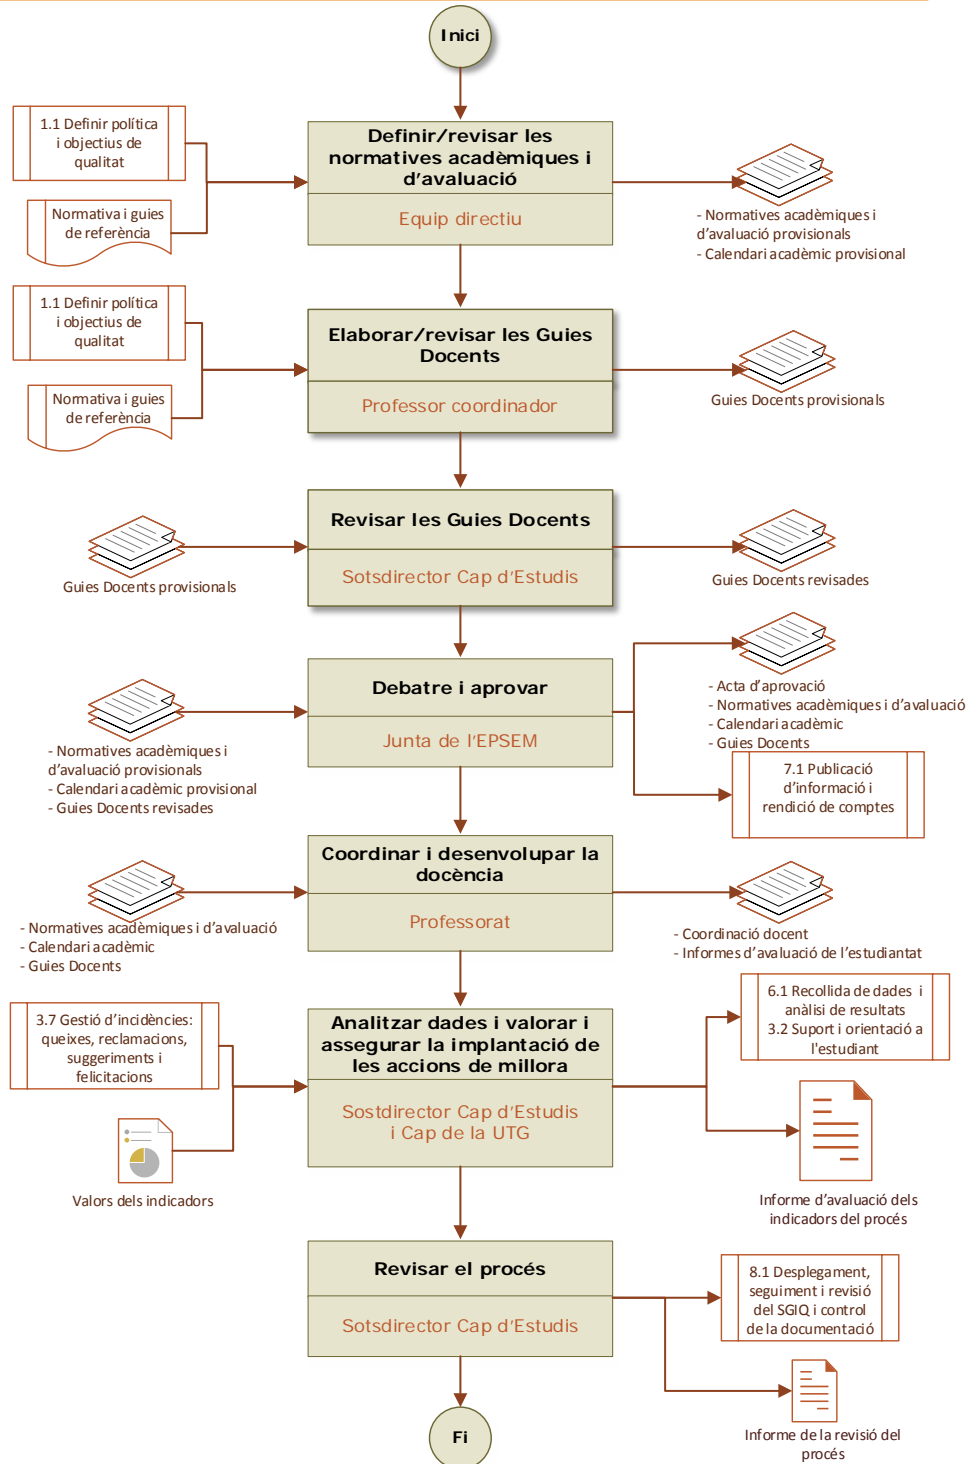 Inici
1.1 Definir política
i objectius de
qualitat
Normativa i guies
de referència
Definir/revisar les
normatives acadèmiques i
d'avaluació
Equip directiu
- Normatives acadèmiques i
d'avaluació provisionals
- Calendari acadèmic provisional
1.1 Definir política
i objectius de
qualitat
Normativa i guies
de referència
Elaborar/revisar les Guies
Docents
Professor coordinador
Guies Docents provisionals
Guies Docents provisionals
Revisar les Guies Docents
Sotsdirector Cap d'Estudis
Guies Docents revisades
- Normatives acadèmiques i
d'avaluació provisionals
- Calendari acadèmic provisional
- Guies Docents revisades
Debatre i aprovar
Junta de l'EPSEM
- Acta d'aprovació
- Normatives acadèmiques i d'avaluació
- Calendari acadèmic
- Guies Docents
7.1 Publicació
d'informació i
rendició de comptes
- Normatives acadèmiques i d'avaluació
- Calendari acadèmic
- Guies Docents
Coordinar i desenvolupar la
docència
Professorat
- Coordinació docent
- Informes d'avaluació de l'estudiantat
3.7 Gestió d'incidències:
queixes, reclamacions,
suggeriments i
felicitacions
Valors dels indicadors
Analitzar dades i valorar i
assegurar la implantació de
les accions de millora
Sostdirector Cap d'Estudis
i Cap de la UTG
6.1 Recollida de dades i
anàlisi de resultats
3.2 Suport i orientació a
l'estudiant
Informe d'avaluació dels
indicadors del procés
Revisar el procés
Sotsdirector Cap d'Estudis
8.1 Desplegament,
seguiment i revisió
del SGIQ i control
de la documentació
Informe de la revisió del
procés
Fi